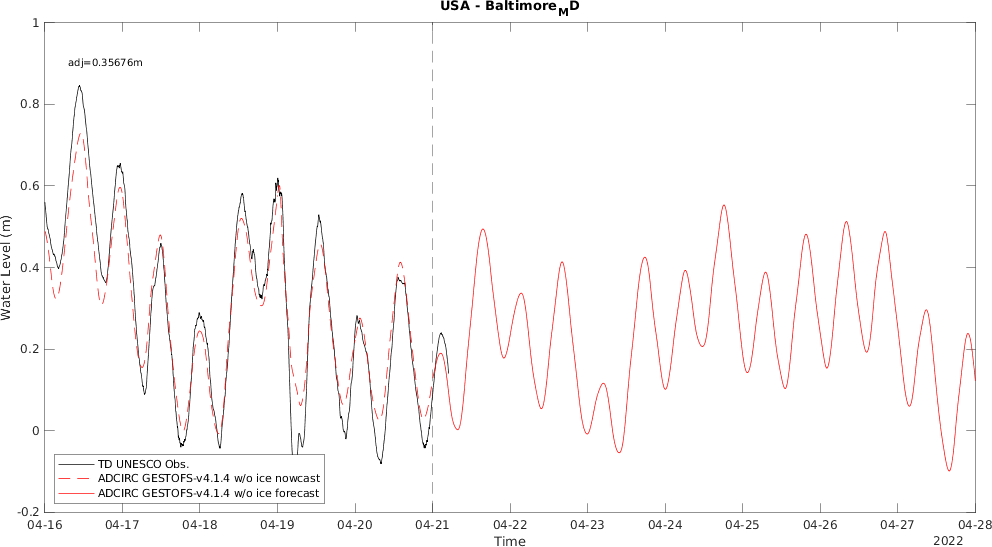 USA - Baltimore_MD
1
adj=0.35676m
0.8
0.6
0.4
0.2
0
-0.2
Water Level (m)
TD UNESCO Obs.
ADCIRC GESTOFS-v4.1.4 w/o ice nowcast
ADCIRC GESTOFS-v4.1.4 w/o ice forecast
04-16 04-17 04-18 04-19 04-20 04-21 04-22 04-23 04-24 04-25 04-26 04-27 04-28
Time
2022